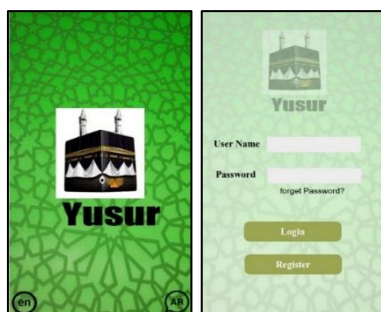 Yusur
en
AR
Yusur
User Name
Password
forget Password?
Login
Register